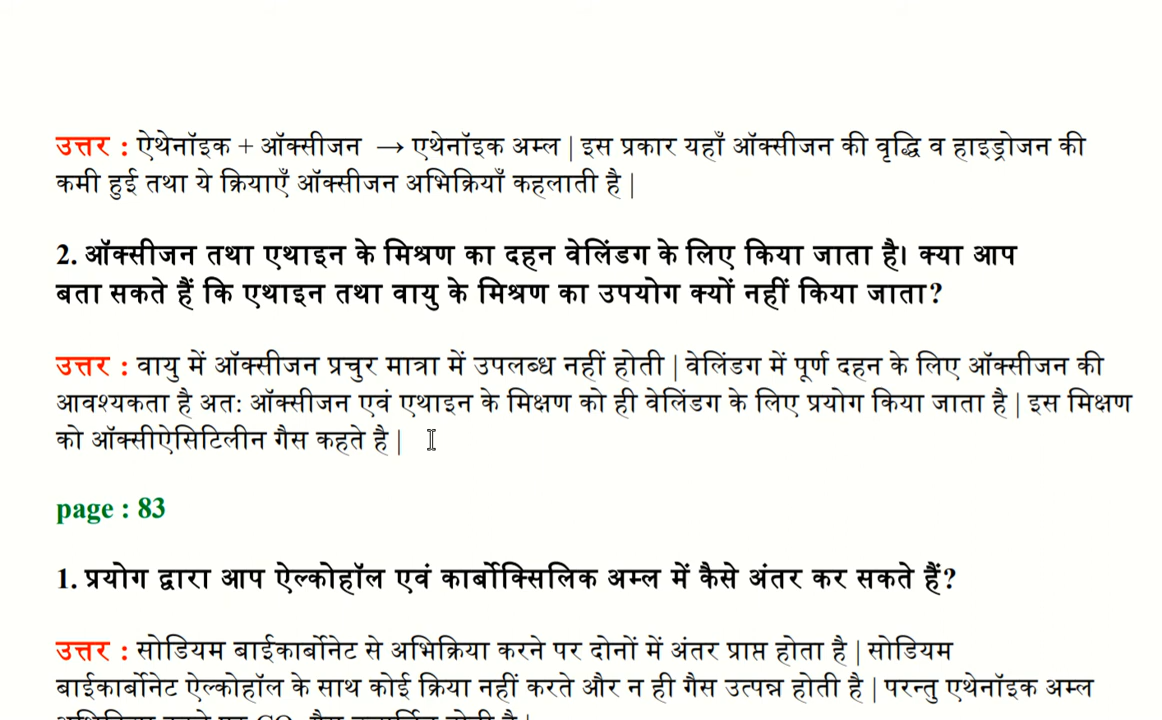 उत्तर : ऐथेनॉइक + ऑक्सीजन → एथेनॉइक अम्ल | इस प्रकार यहाँ ऑक्सीजन की वृद्धि व हाइड्रोजन की
कमी हुई तथा ये क्रियाएँ ऑक्सीजन अभिक्रियाँ कहलाती है |
2. ऑक्सीजन तथा एथाइन के मिश्रण का दहन वेलिंडग के लिए किया जाता है। क्या आप
बता सकते हैं कि एथाइन तथा वायु के मिश्रण का उपयोग क्यों नहीं किया जाता?
उत्तर : वायु में ऑक्सीजन प्रचुर मात्रा में उपलब्ध नहीं होती | वेलिंडग में पूर्ण दहन के लिए ऑक्सीजन की
आवश्यकता है अत: ऑक्सीजन एवं एथाइन के मिक्षण को ही वेलिंडग के लिए प्रयोग किया जाता है | इस मिक्षण
को ऑक्सीऐसिटिलीन गैस कहते है |
page : 83
1. प्रयोग द्वारा आप ऐल्कोहॉल एवं कार्बोक्सिलिक अम्ल में कैसे अंतर कर सकते हैं?
उत्तर : सोडियम बाईकार्बोनेट से अभिक्रिया करने पर दोनों में अंतर प्राप्त होता है | सोडियम
बाईकार्बोनेट ऐल्कोहॉल के साथ कोई क्रिया नहीं करते और न ही गैस उत्पन्न होती है | परन्तु एथेनॉइक अम्ल